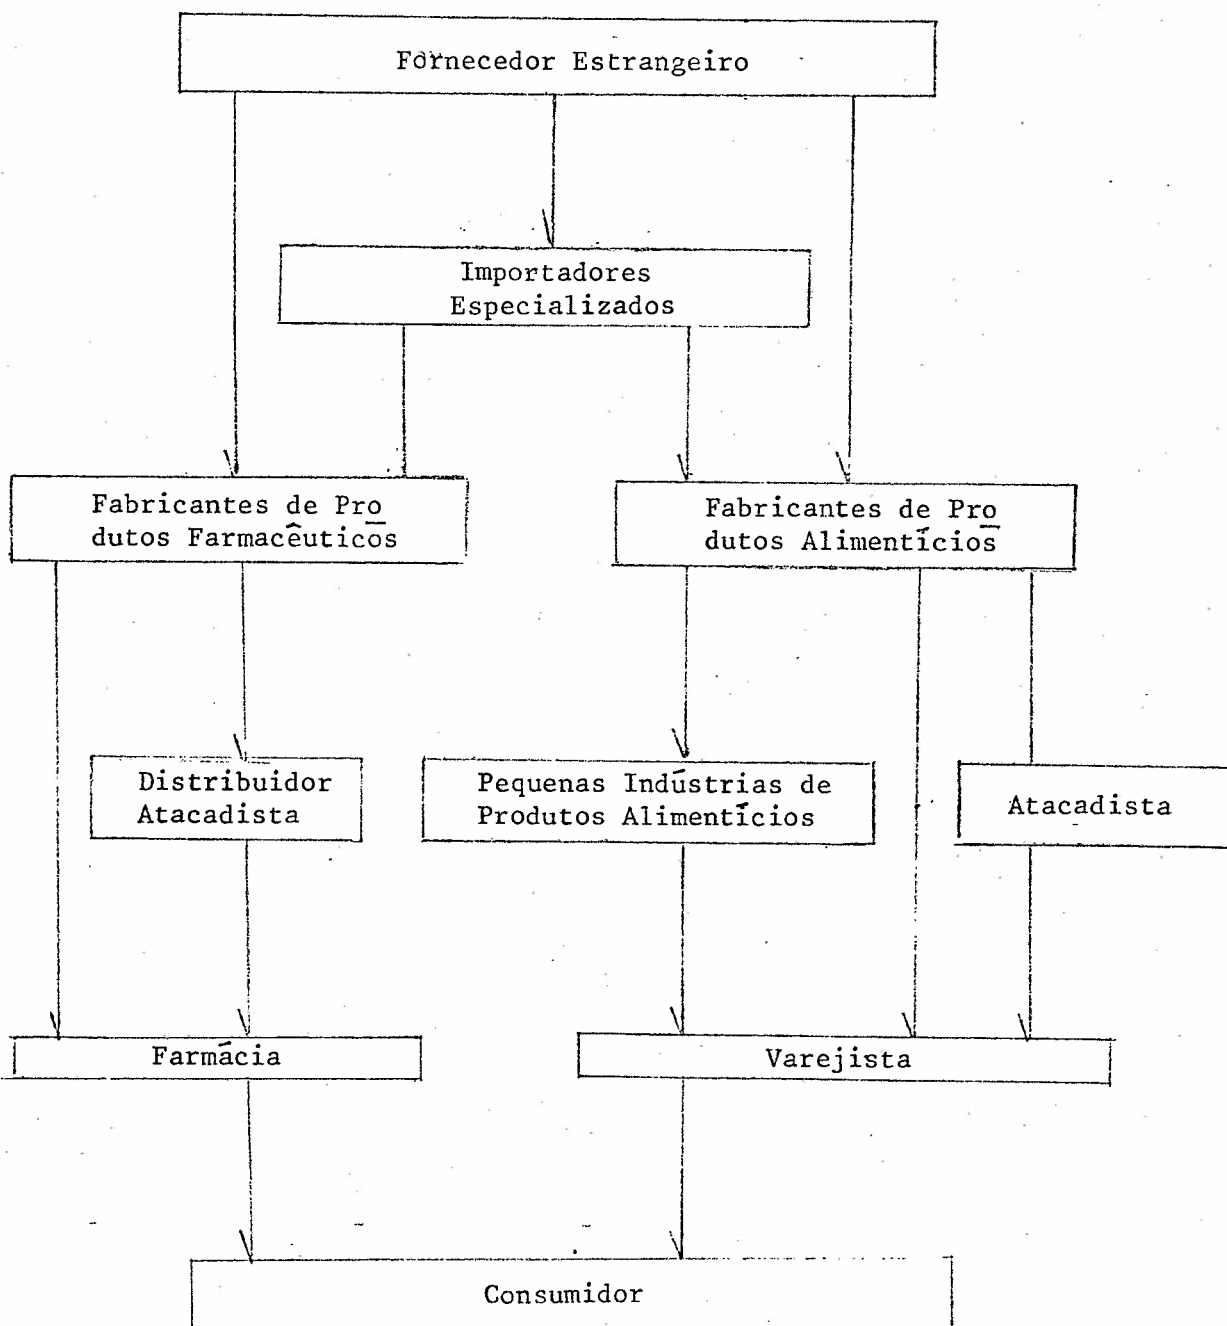 Fornecedor Estrangeiro
Importadores
Especializados
Fabricantes de Pro
dutos Farmacêuticos
Fabricantes de Pro
dutos Alimentícios
Distribuidor
Atacadista
Pequenas Indústrias de
Produtos Alimentícios
Atacadista
Farmácia
Varejista
Consumidor